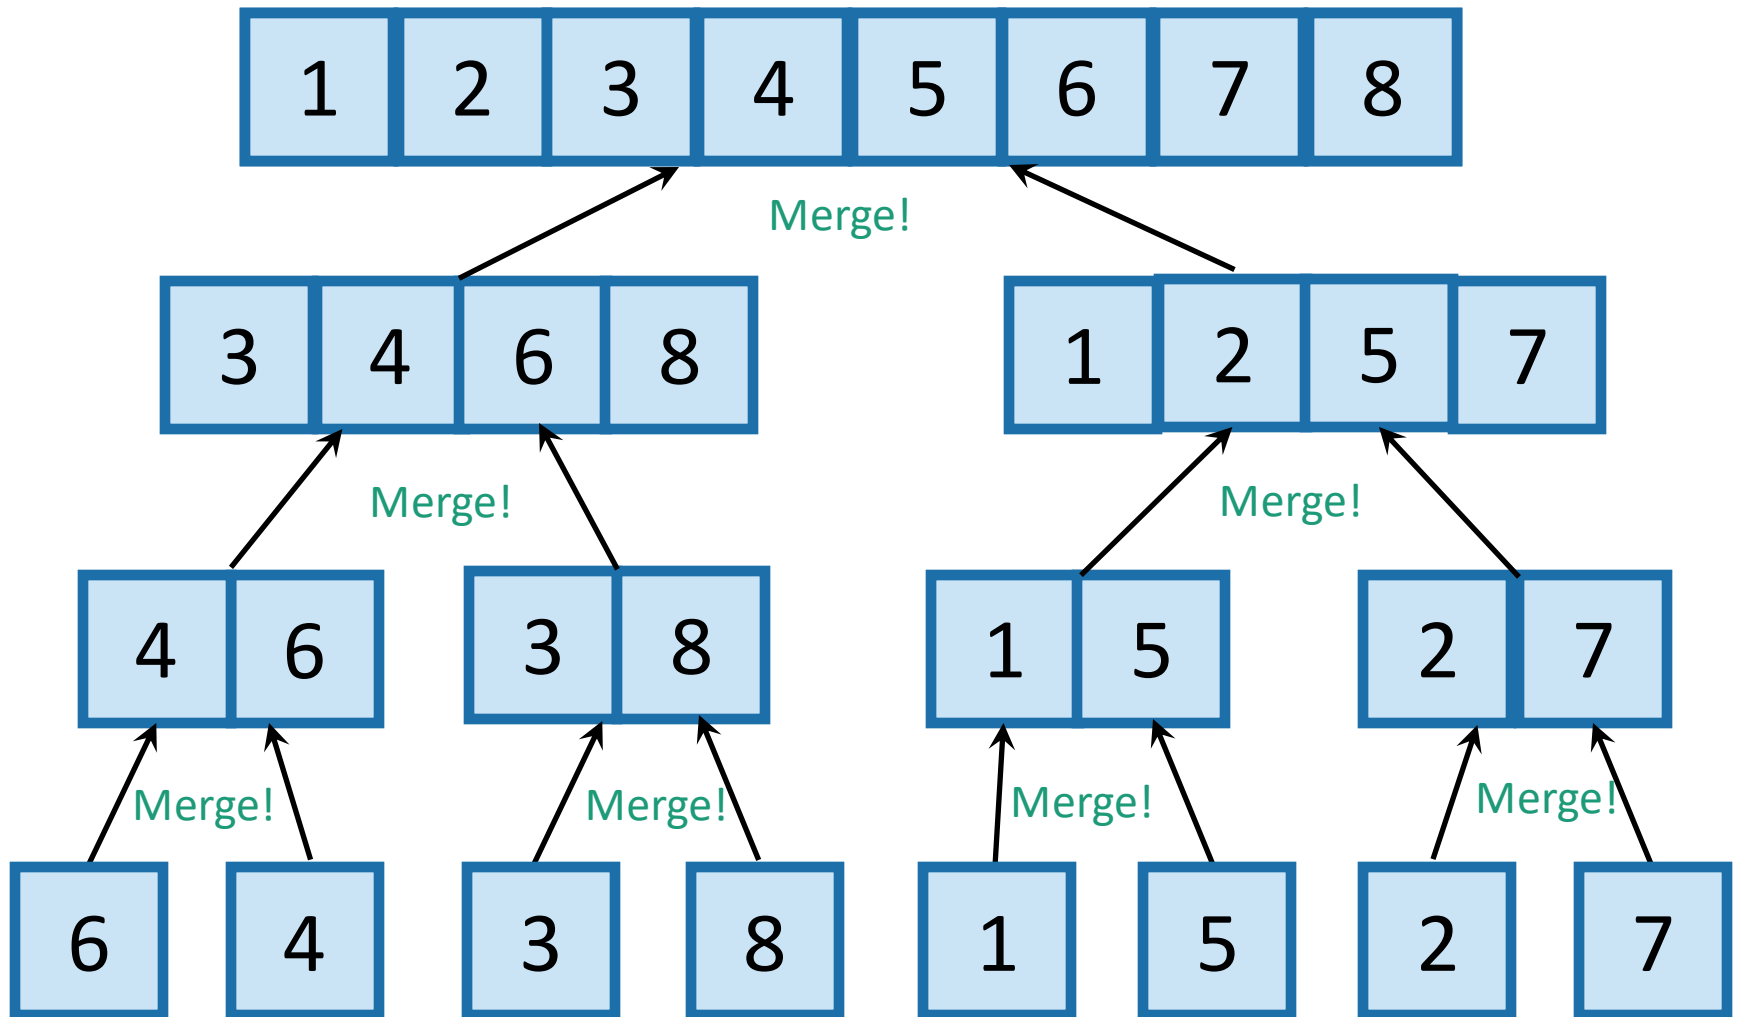 1 2 3 4 5 6 7 8
Merge!
3 4 6 8 1 2 5 7
Merge! Merge!
4 6 3 8 1 5 2 7
Merge! Merge! Merge! Merge!
6 4 3 8 1 5 2 7